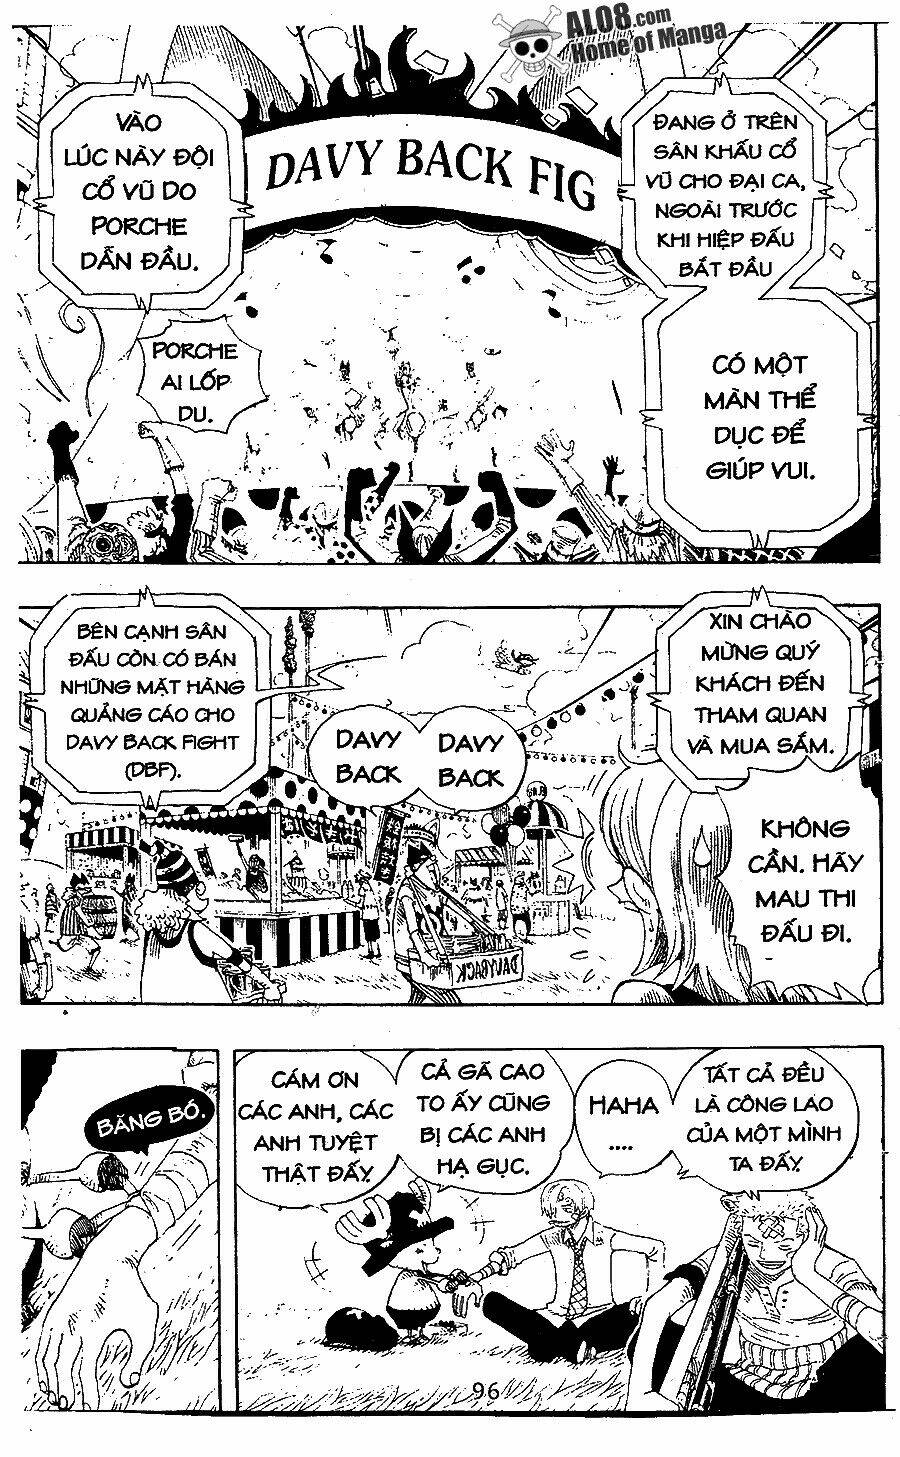 ALO8.com
Home of Manga
DAVY BACK FIG
ĐANG Ở TRÊN
SÂN KHẤU CỔ
VŨ CHO ĐẠI CA,
NGOÀI TRƯỚC
KHI HIỆP ĐẤU
BẮT ĐẦU
CÓ MỘT
MÀN THỂ
DỤC ĐỂ
GIÚP VUI.
VÀO
LÚC NÀY ĐỘI
CỔ VŨ DO
PORCHE
DẪN ĐẦU.
PORCHE
AI LỐP
DU.
XIN CHÀO
MỪNG QUÝ
KHÁCH ĐẾN
THAM QUAN
VÀ MUA SẮM.
BÊN CẠNH SÂN
ĐẤU CÒN CÓ BÁN
NHỮNG MẶT HÀNG
QUẢNG CÁO CHO
DAVY BACK FIGHT
(DBF).
DAVY
BACK
DAVY
BACK
KHÔNG
CẦN. HÃY
MAU THI
ĐẤU ĐI.
DAVYBACK
BĂNG BÓ.
TẤT CẢ ĐỀU
LÀ CÔNG LAO
CỦA MỘT MÌNH
TA ĐẤY.
HAHA
....
CẢ GÃ CAO
TO ẤY CŨNG
BỊ CÁC ANH
HẠ GỤC.
CÁM ƠN
CÁC ANH, CÁC
ANH TUYỆT
THẬT ĐẤY.
96